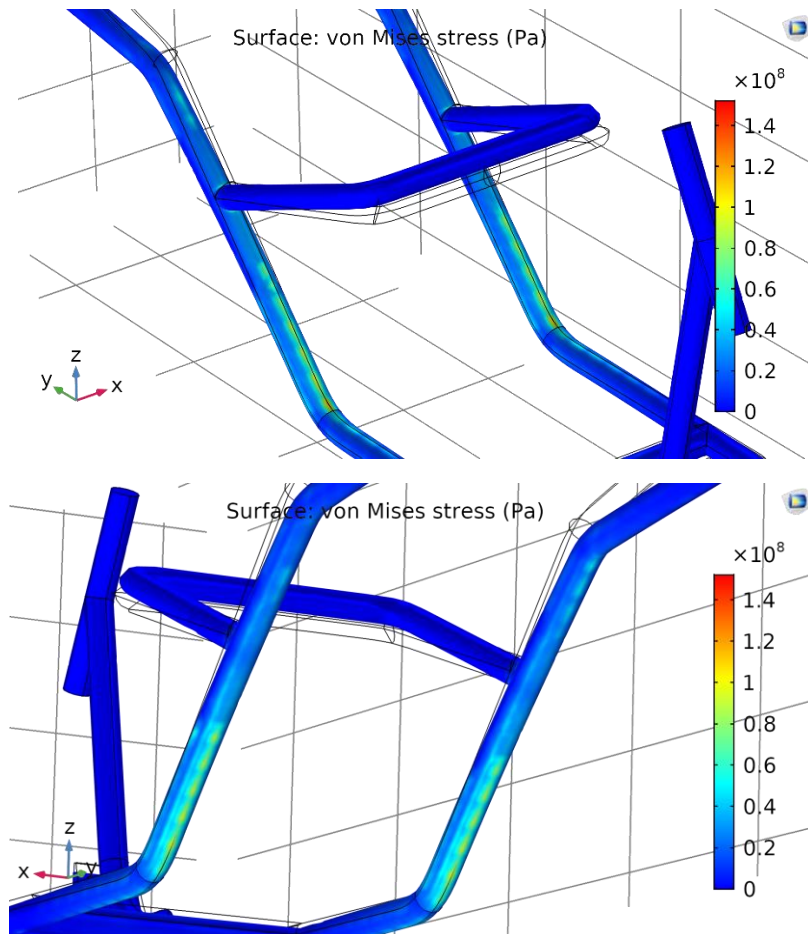 Surface: von Mises stress (Pa)
×10⁸
1.4
1.2
1
0.8
0.6
0.4
0.2
0
z
y
x
Surface: von Mises stress (Pa)
×10⁸
1.4
1.2
1
0.8
0.6
0.4
0.2
0
z
x
y